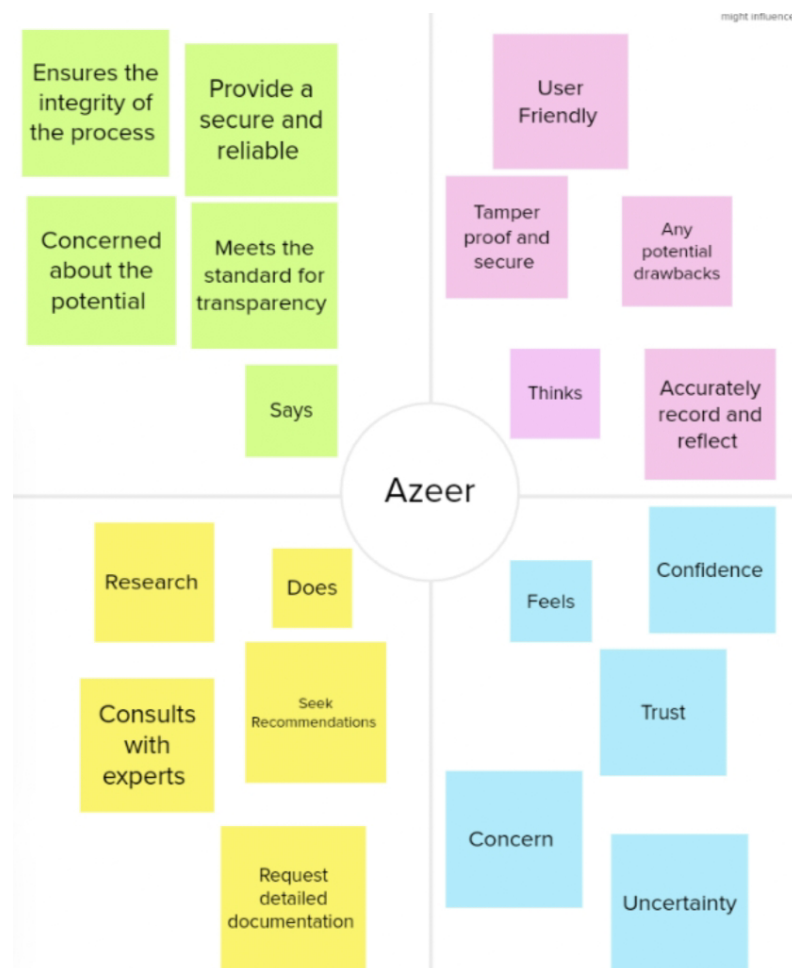 might influence
Ensures the
integrity of
the process
Provide a
secure and
reliable
Concerned
about the
potential
Meets the
standard for
transparency
Says
User
Friendly
Tamper
proof and
secure
Any
potential
drawbacks
Thinks
Accurately
record and
reflect
Azeer
Research
Does
Consults
with
experts
Seek
Recommendations
Request
detailed
documentation
Feels
Confidence
Trust
Concern
Uncertainty